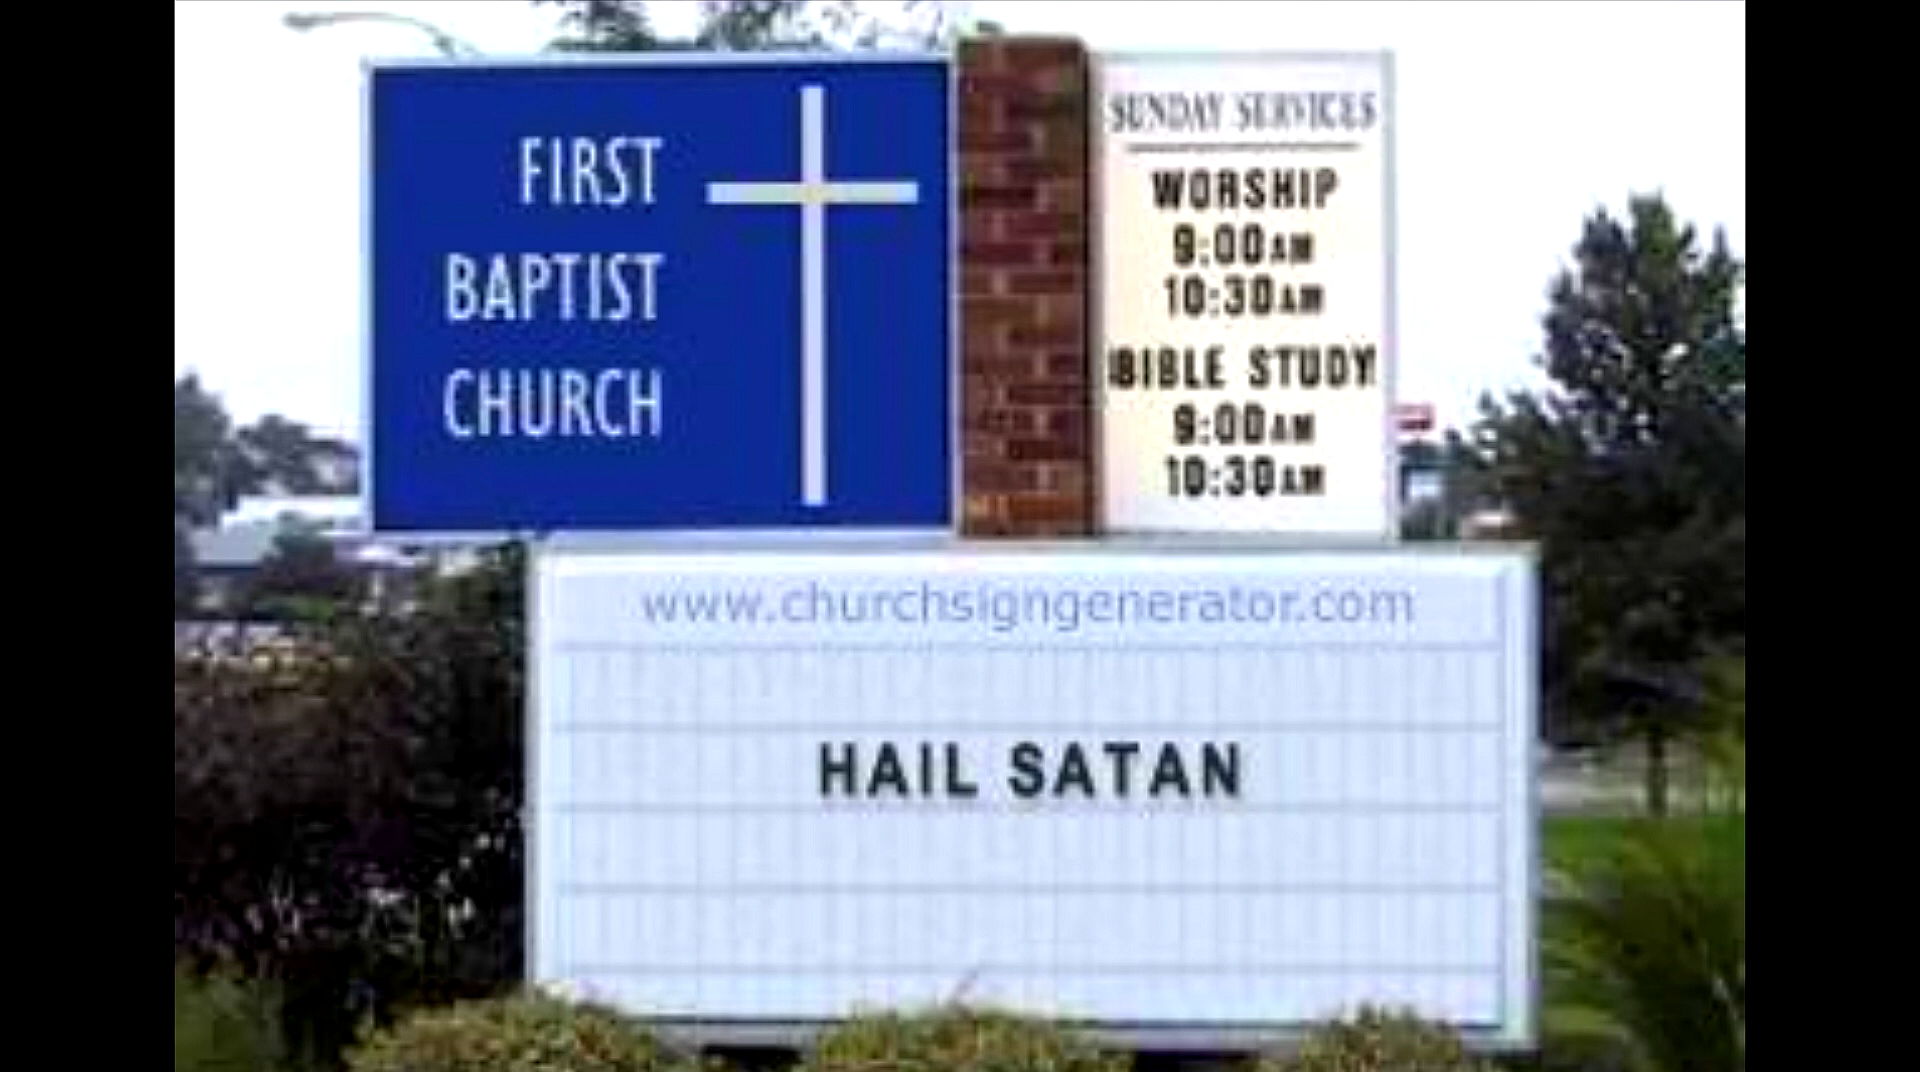 FIRST
BAPTIST
CHURCH
SUNDAY SERVICES
WORSHIP
9:00AM
10:30AM
BIBLE STUDY
9:00AM
10:30AM
www.churchsigngenerator.com
HAIL SATAN